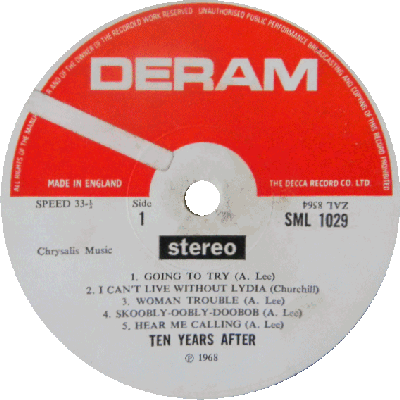 ALL RIGHTS OF THE MANUFACTURER AND OF THE OWNER OF THE RECORDED WORK RESERVED UNAUTHORISED PUBLIC PERFORMANCE BROADCASTING AND COPYING OF THIS RECORD PROHIBITED
DERAM
MADE IN ENGLAND
THE DECCA RECORD CO. LTD.
SPEED 33-⅓
Side
1
ZAL 8364
SML 1029
Chrysalis Music
stereo
1. GOING TO TRY (A. Lee)
2. I CAN'T LIVE WITHOUT LYDIA (Churchill)
3. WOMAN TROUBLE (A. Lee)
4. SKOOBLY-OOBLY-DOOBOB (A. Lee)
5. HEAR ME CALLING (A. Lee)
TEN YEARS AFTER
℗ 1968